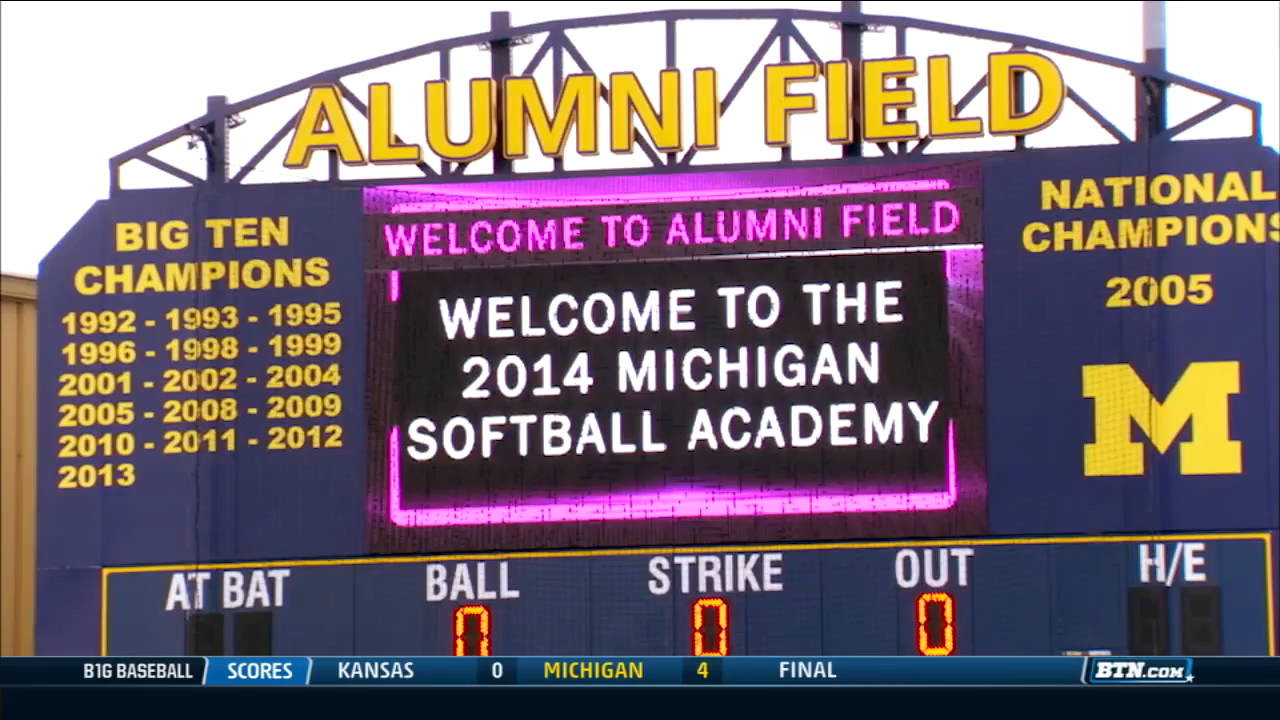 ALUMNI FIELD
BIG TEN
CHAMPIONS
1992 - 1993 - 1995
1996 - 1998 - 1999
2001 - 2002 - 2004
2005 - 2008 - 2009
2010 - 2011 - 2012
2013
WELCOME TO ALUMNI FIELD
WELCOME TO THE
2014 MICHIGAN
SOFTBALL ACADEMY
NATIONAL
CHAMPIONS
2005
M
AT BAT BALL STRIKE OUT H/E
0 0 0
B1G BASEBALL SCORES KANSAS 0 MICHIGAN 4 FINAL BTN.COM